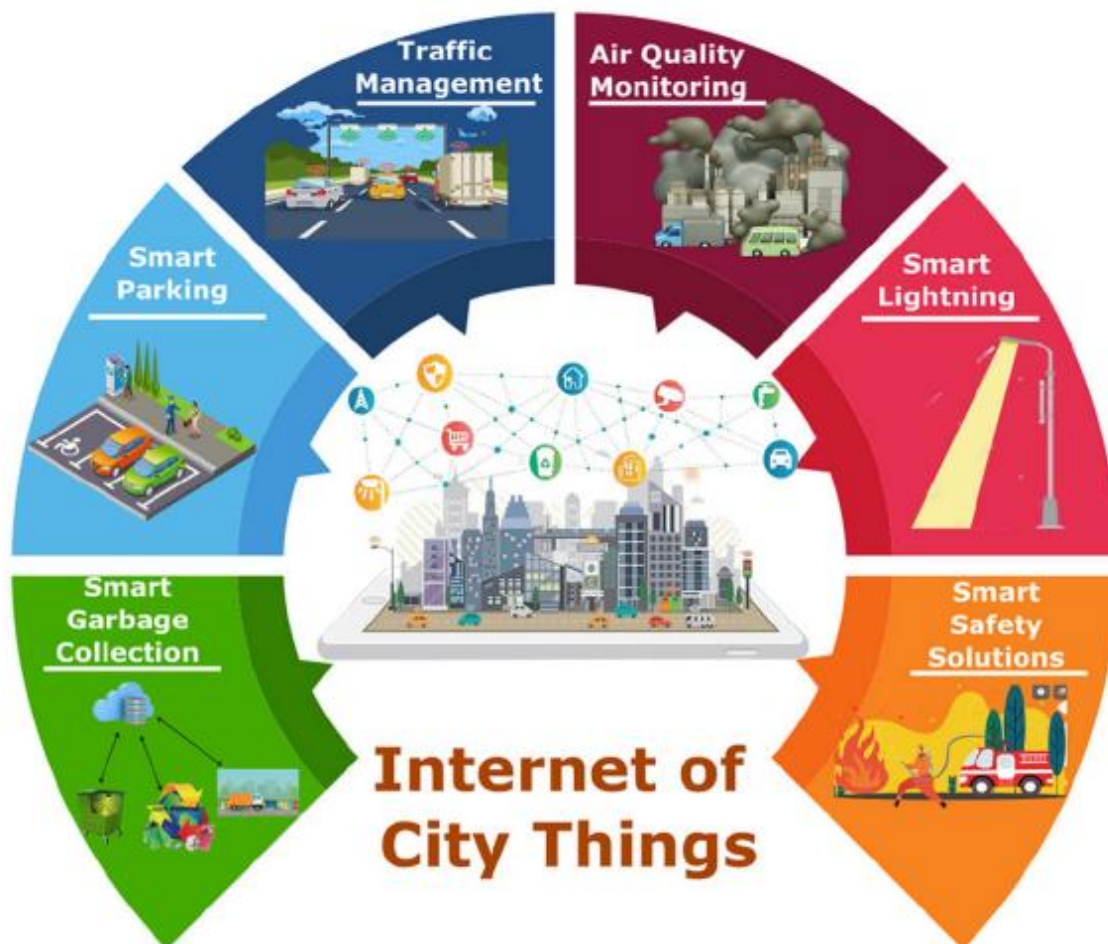 Traffic
Management
Air Quality
Monitoring
Smart
Parking
Smart
Lightning
Smart
Garbage
Collection
Smart
Safety
Solutions
Internet of
City Things